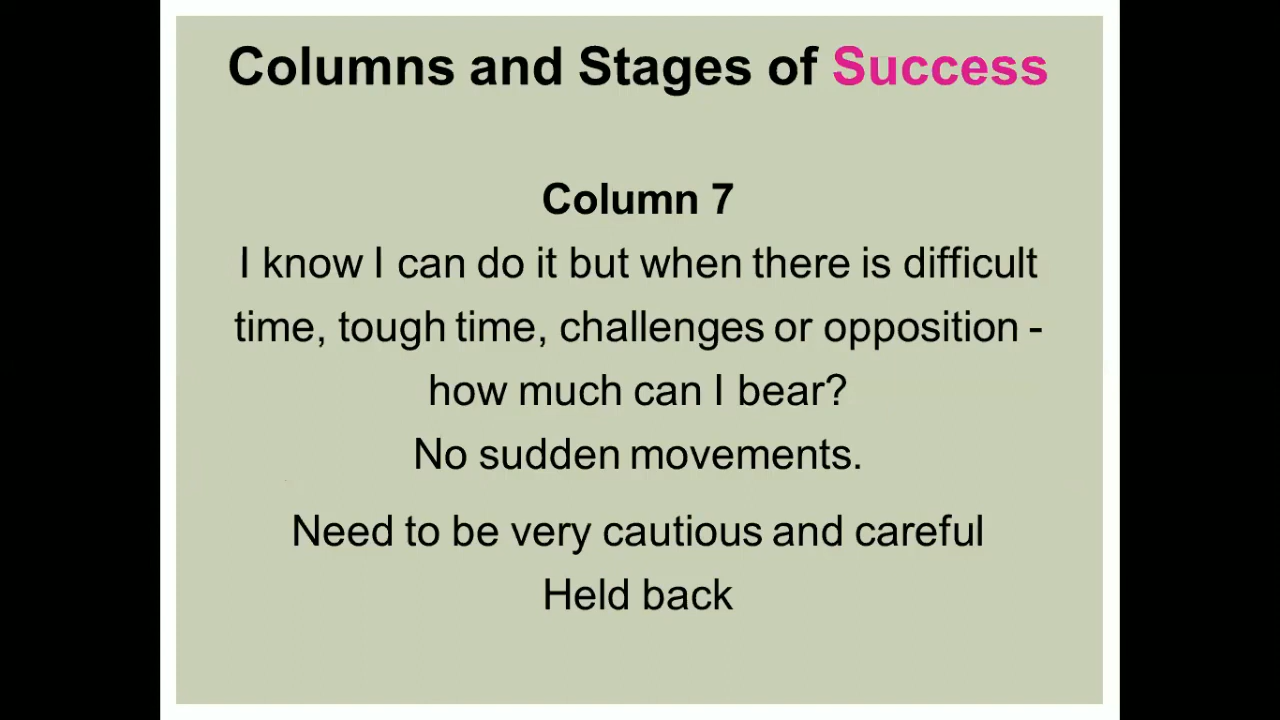 Columns and Stages of Success
Column 7
I know I can do it but when there is difficult
time, tough time, challenges or opposition -
how much can I bear?
No sudden movements.
Need to be very cautious and careful
Held back